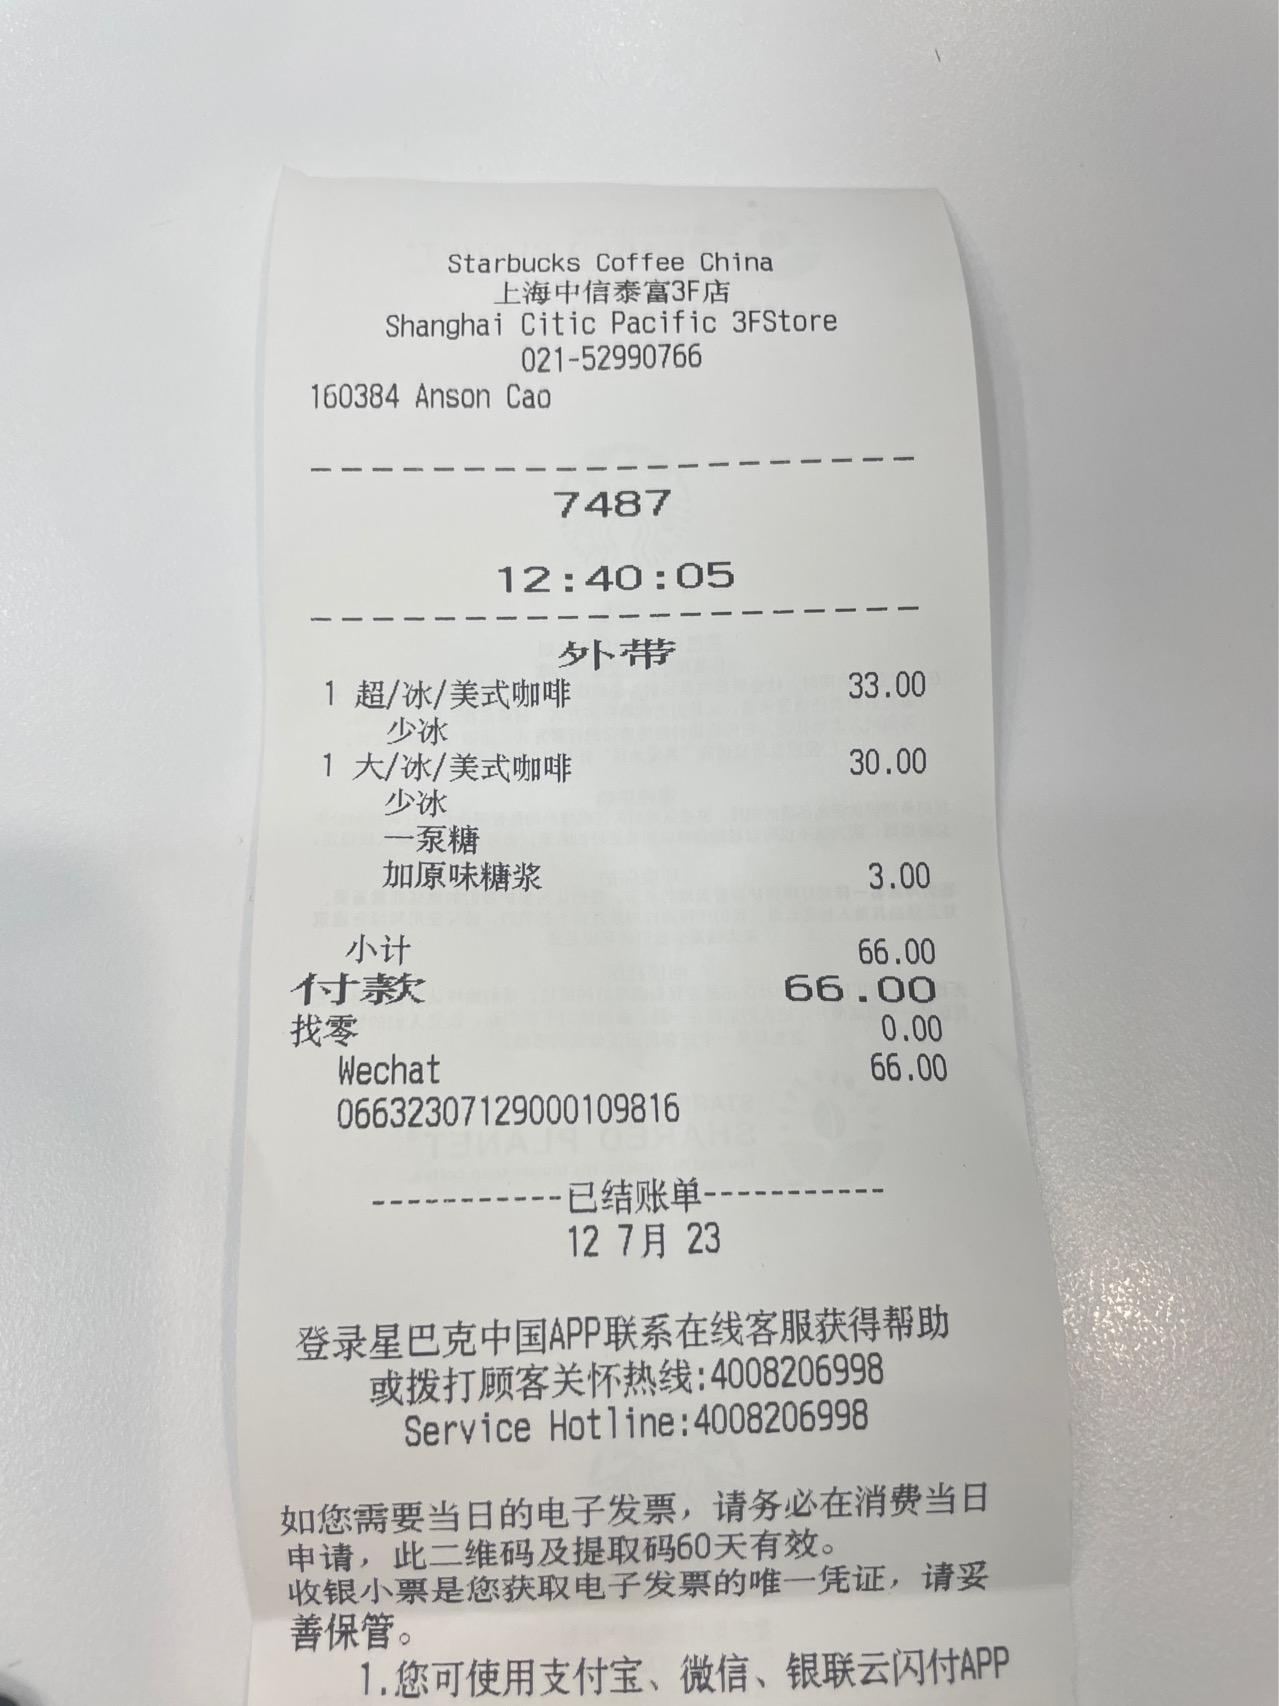 Starbucks Coffee China
上海中信泰富3F店
Shanghai Citic Pacific 3FStore
021-52990766
160384 Anson Cao
--------------------
7487
12:40:05
--------------------
外带
1 超/冰/美式咖啡 33.00
少冰
1 大/冰/美式咖啡 30.00
少冰
一泵糖
加原味糖浆 3.00
小计 66.00
付款 66.00
找零 0.00
Wechat 66.00
06632307129000109816
-----------已结账单-----------
12 7月 23
登录星巴克中国APP联系在线客服获得帮助
或拨打顾客关怀热线:4008206998
Service Hotline:4008206998
如您需要当日的电子发票，请务必在消费当日
申请，此二维码及提取码60天有效。
收银小票是您获取电子发票的唯一凭证，请妥
善保管。
1.您可使用支付宝、微信、银联云闪付APP